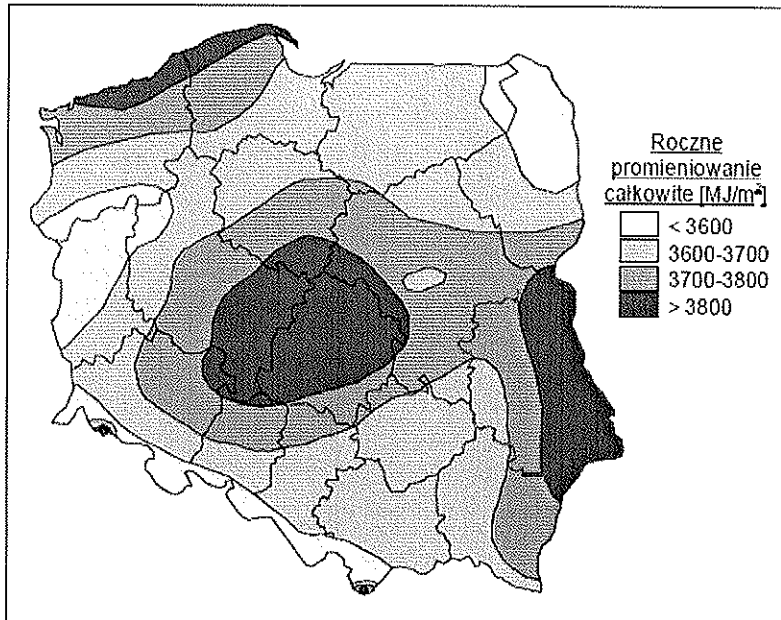 Roczne
promieniowanie
całkowite [MJ/m²]
< 3600
3600-3700
3700-3800
> 3800